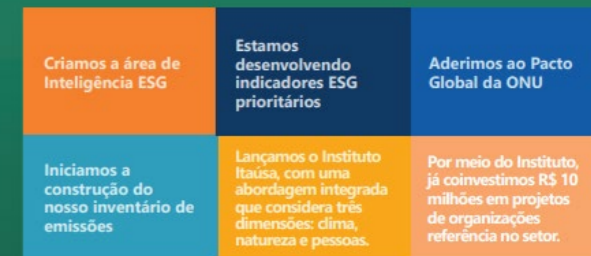 Criamos a área de
Inteligência ESG
Estamos
desenvolvendo
indicadores ESG
prioritários
Aderimos ao Pacto
Global da ONU
Iniciamos a
construção do
nosso inventário de
emissões
Lançamos o Instituto
Itaúsa, com uma
abordagem integrada
que considera três
dimensões: clima,
natureza e pessoas.
Por meio do Instituto,
já coinvestimos R$ 10
milhões em projetos
de organizações
referência no setor.